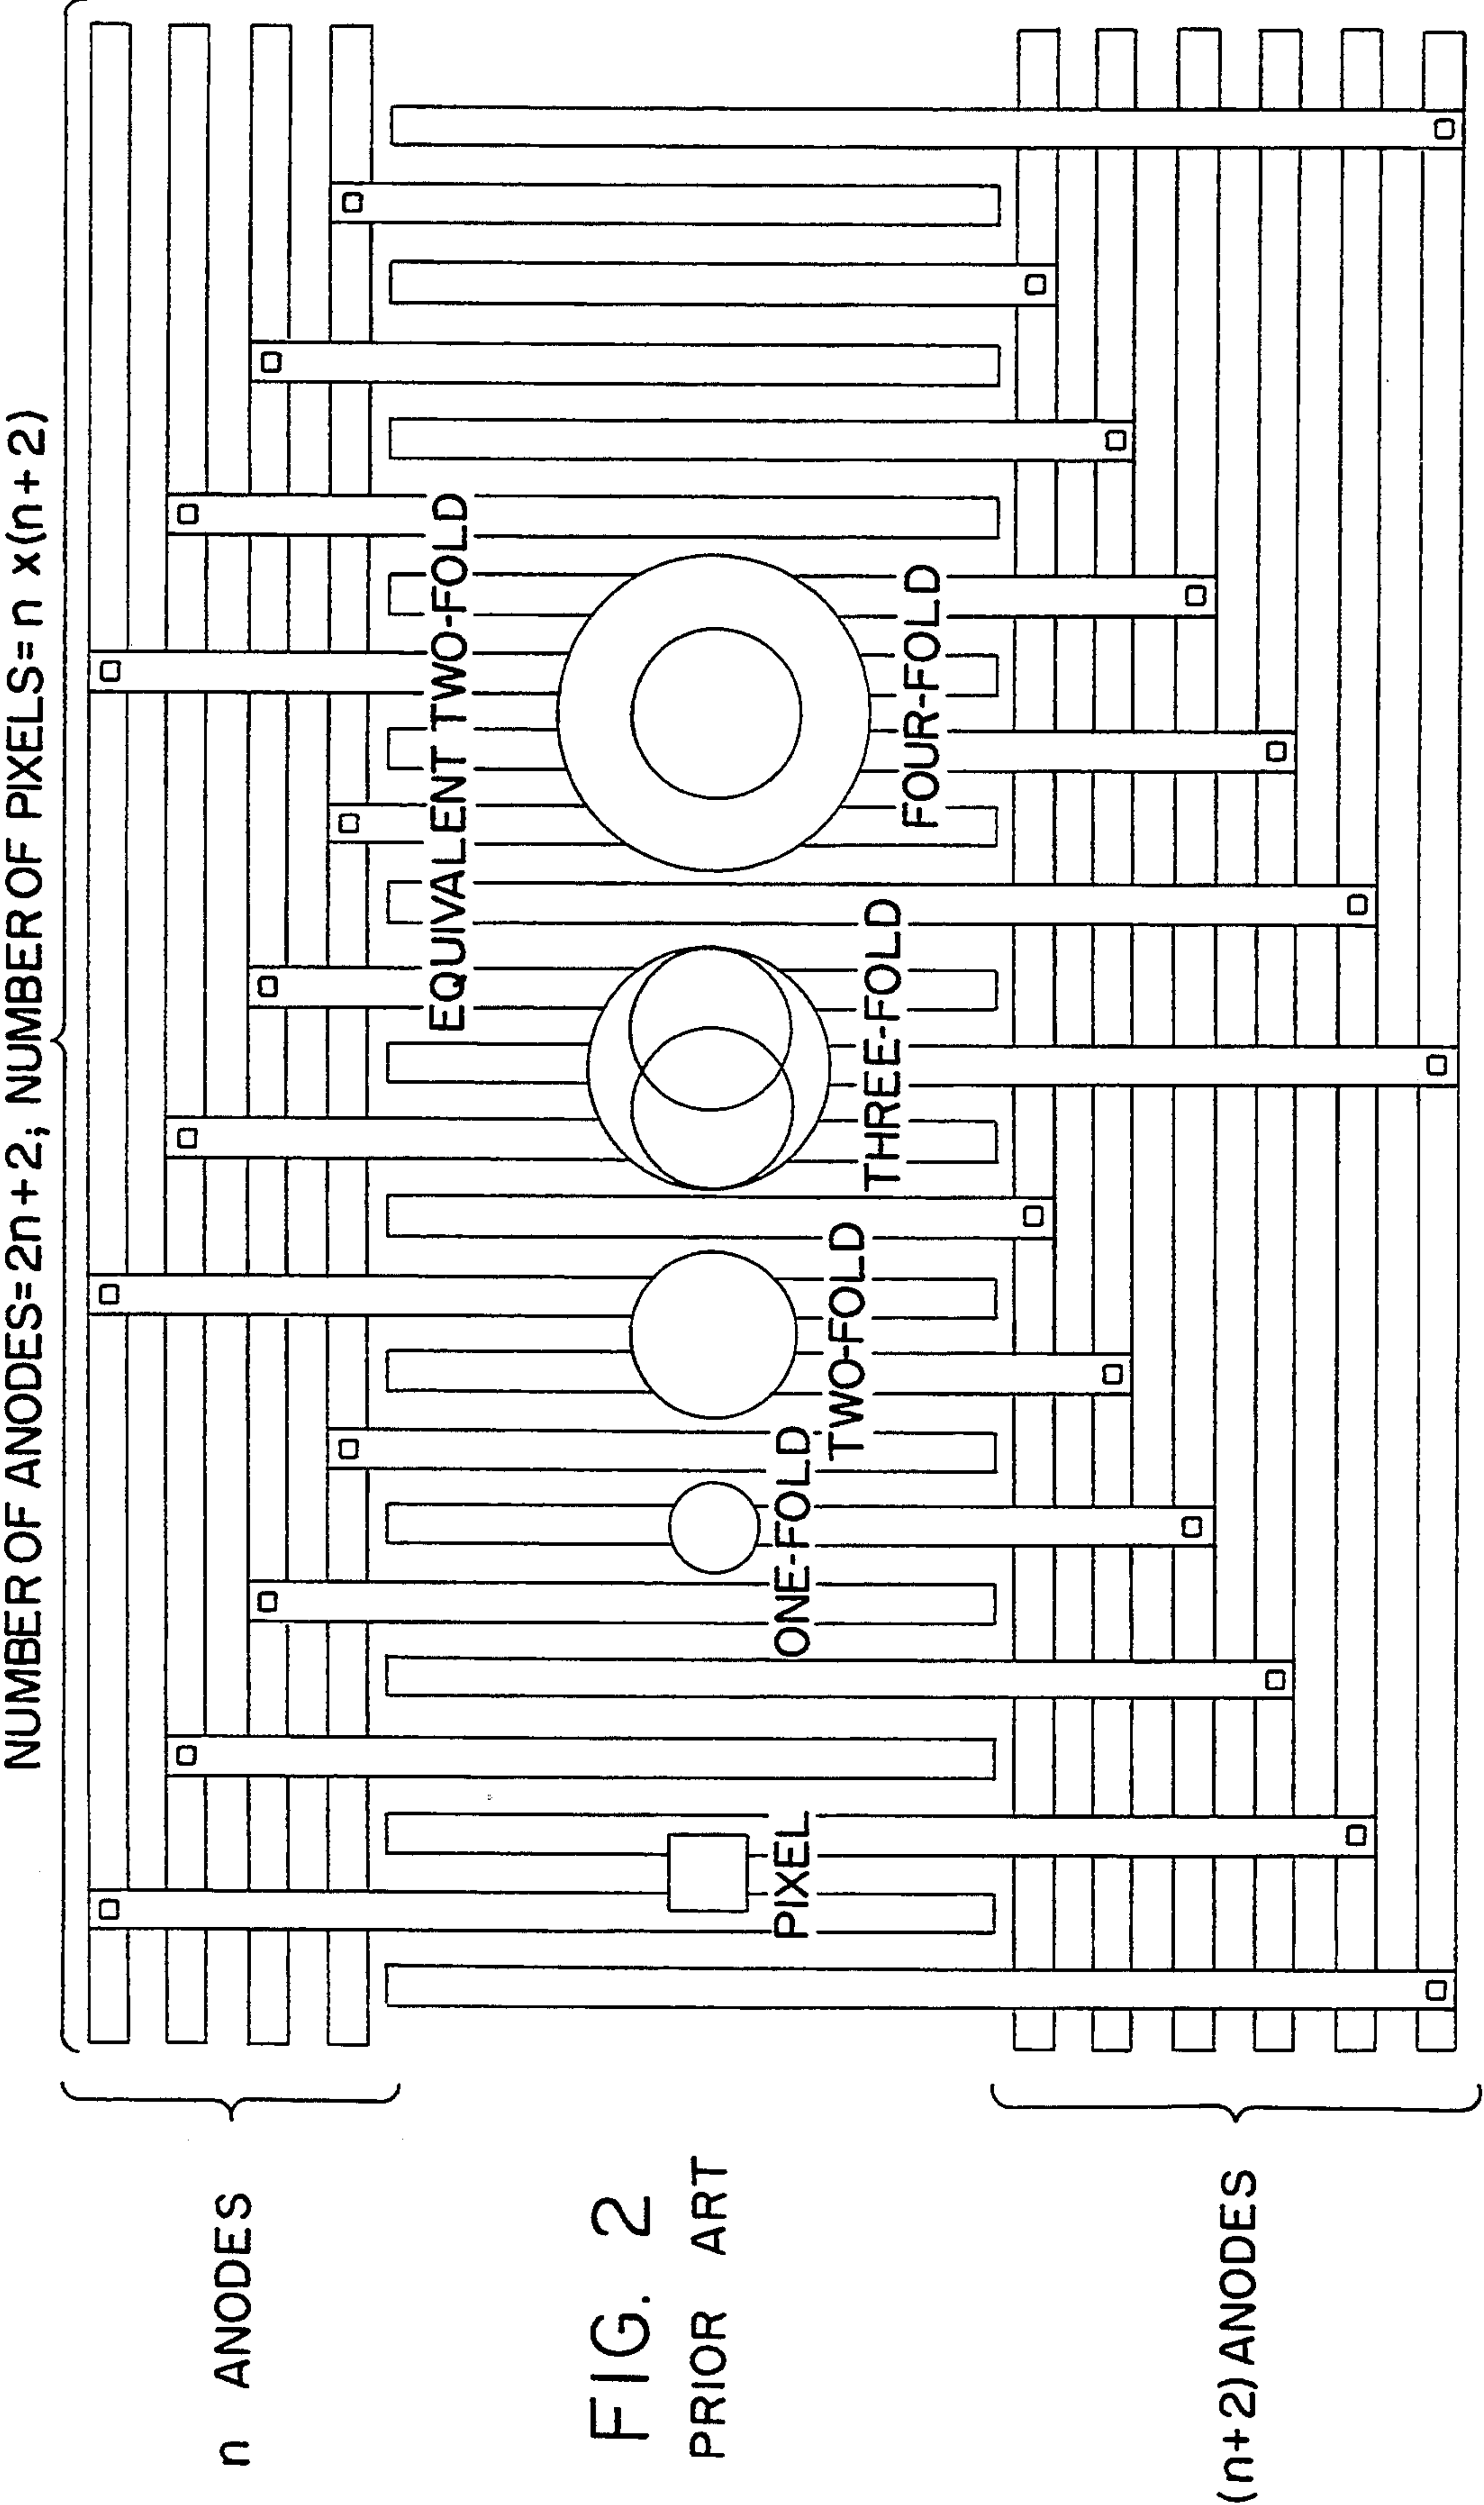 NUMBER OF ANODES=2n+2; NUMBER OF PIXELS=n x(n+2)
n ANODES
EQUIVALENT TWO-FOLD
FOUR-FOLD
THREE-FOLD
TWO-FOLD
ONE-FOLD
PIXEL
(n+2) ANODES
FIG. 2
PRIOR ART